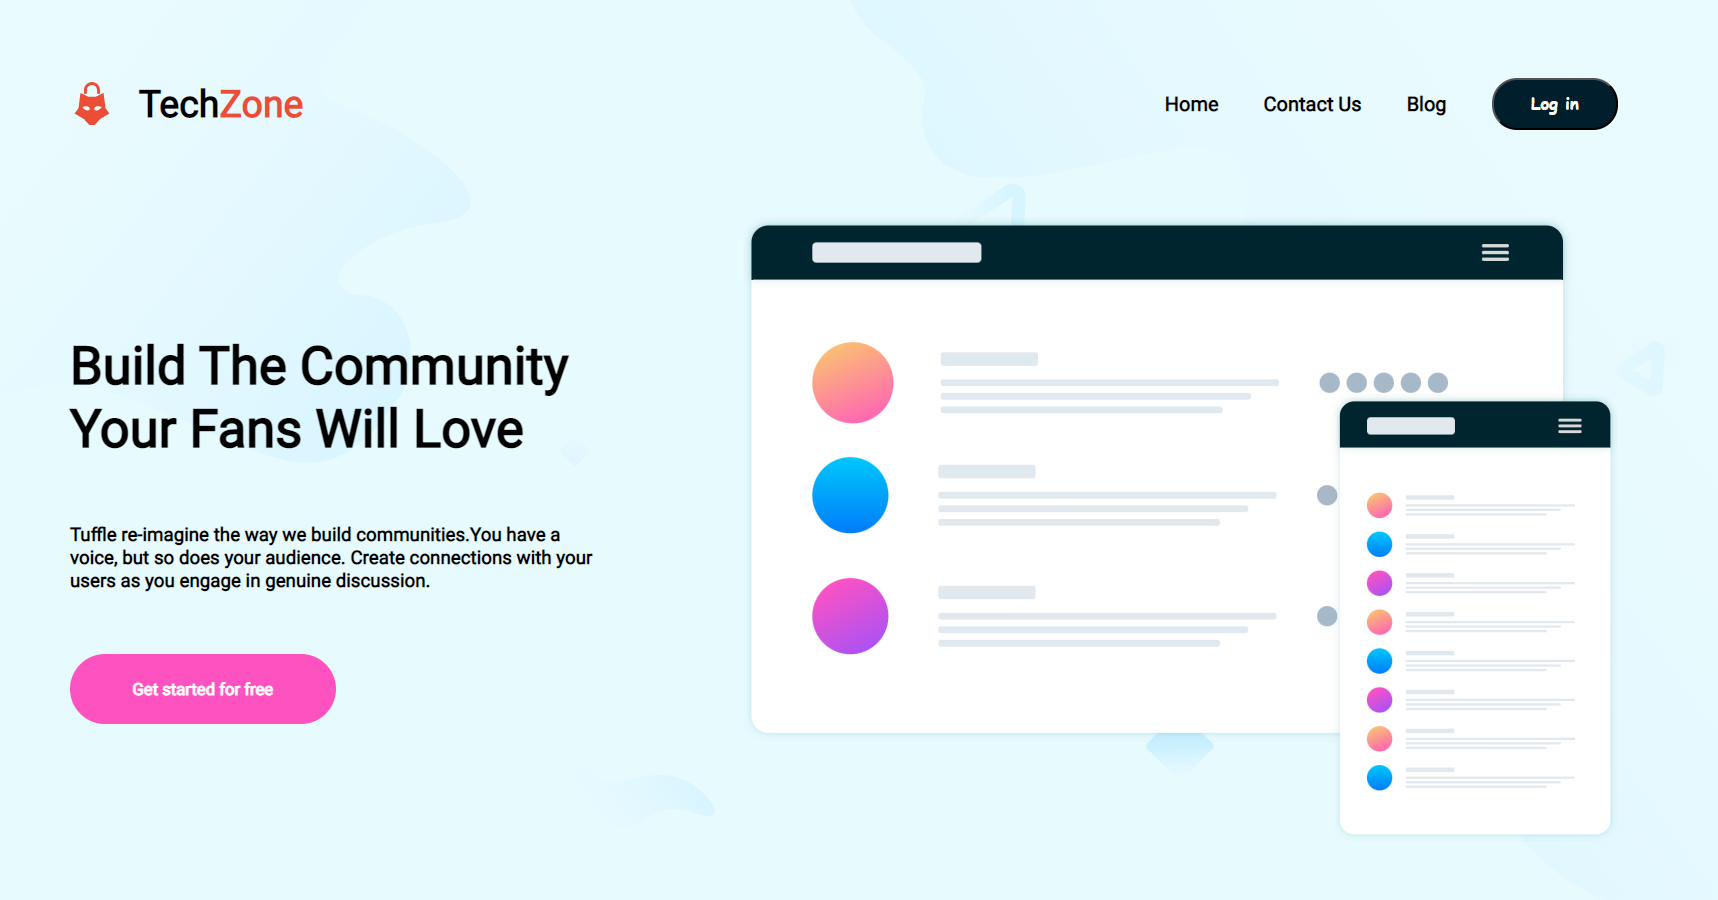 TechZone
Home
Contact Us
Blog
Log in
Build The Community
Your Fans Will Love
Tuffle re-imagine the way we build communities.You have a
voice, but so does your audience. Create connections with your
users as you engage in genuine discussion.
Get started for free